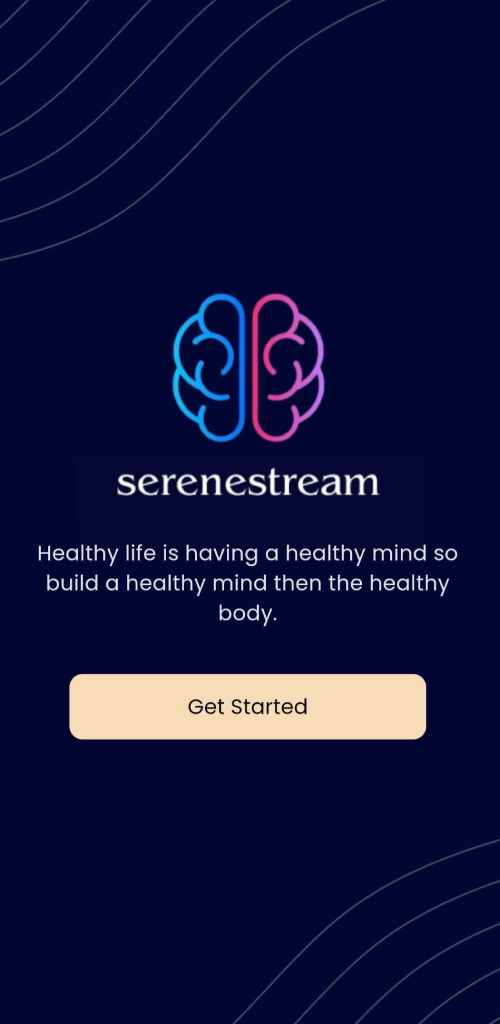 serenestream
Healthy life is having a healthy mind so
build a healthy mind then the healthy
body.
Get Started